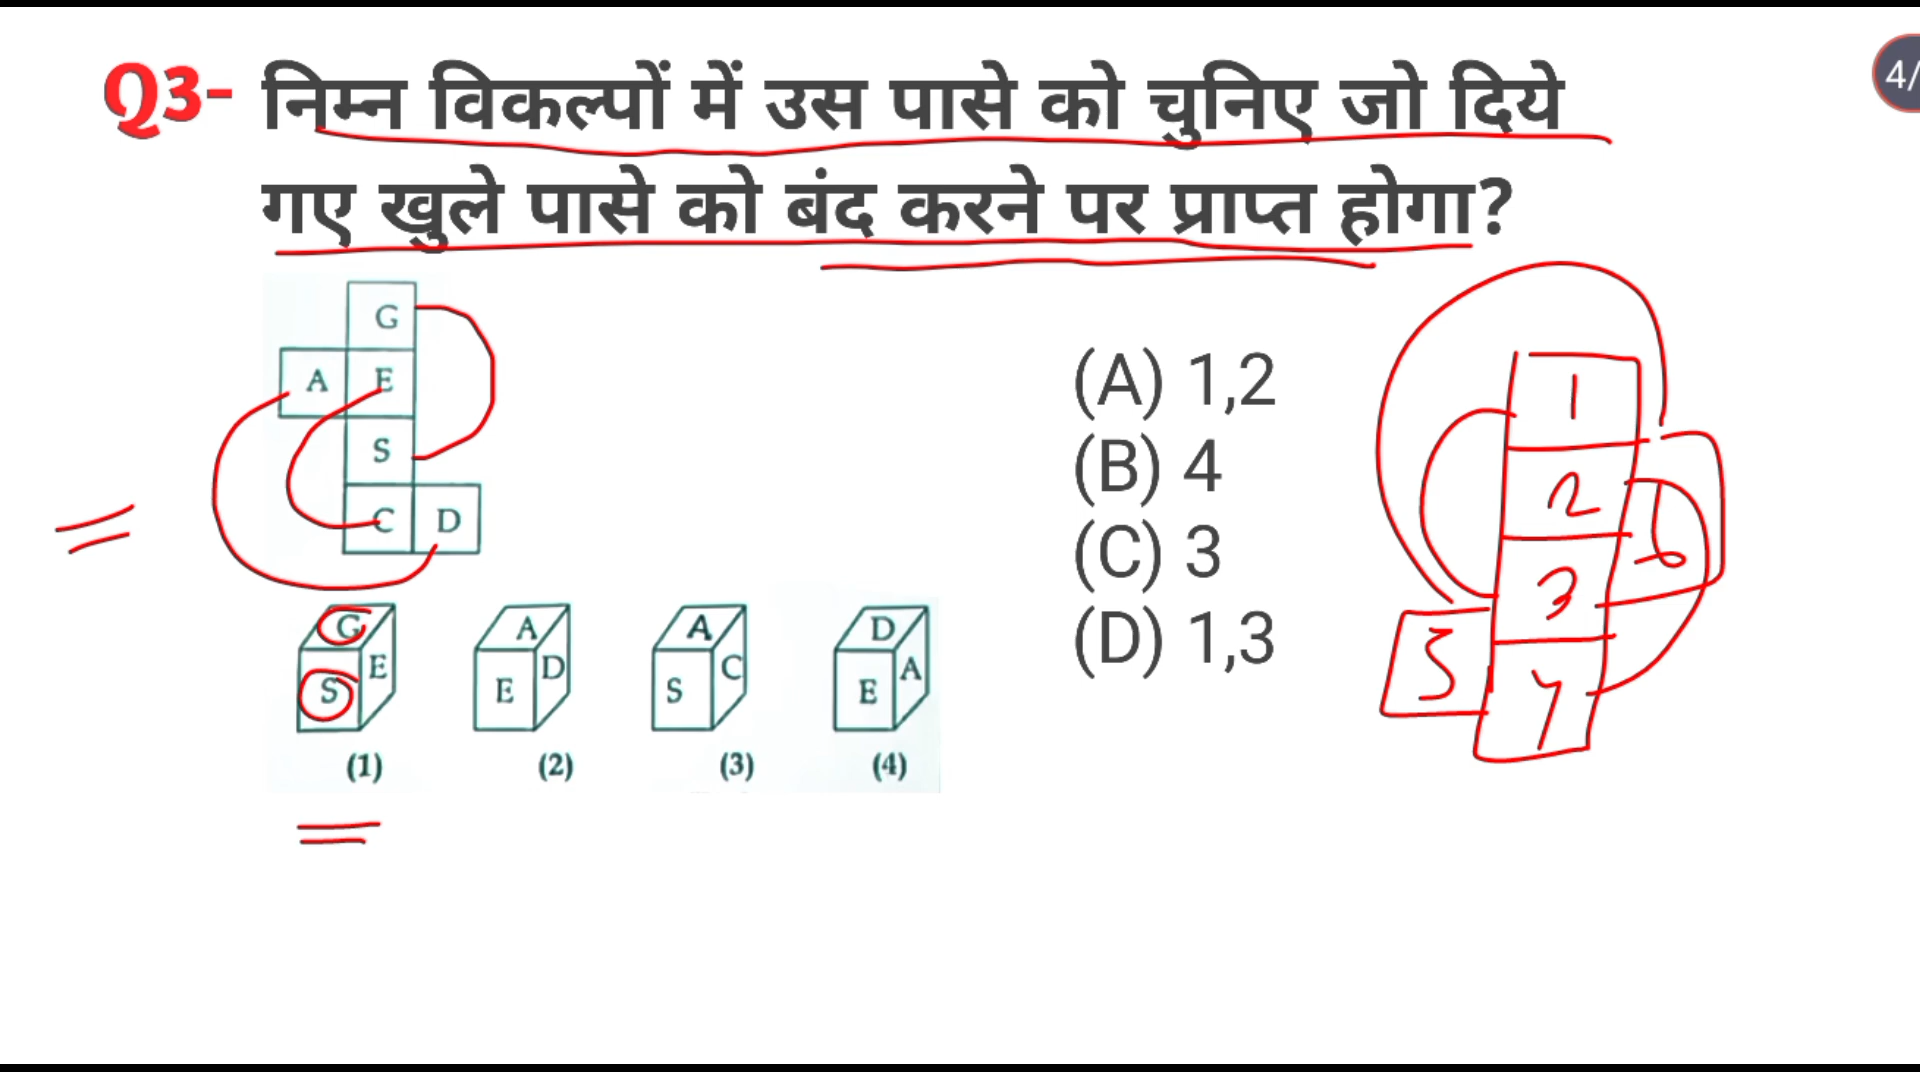 Q3- निम्न विकल्पों में उस पासे को चुनिए जो दिये
गए खुले पासे को बंद करने पर प्राप्त होगा?
4/
G
A E
S
C D
(A) 1,2
(B) 4
(C) 3
(D) 1,3
1
2
6
3
5
4
G
S E
(1)
A
E D
(2)
A
S C
(3)
D
E A
(4)